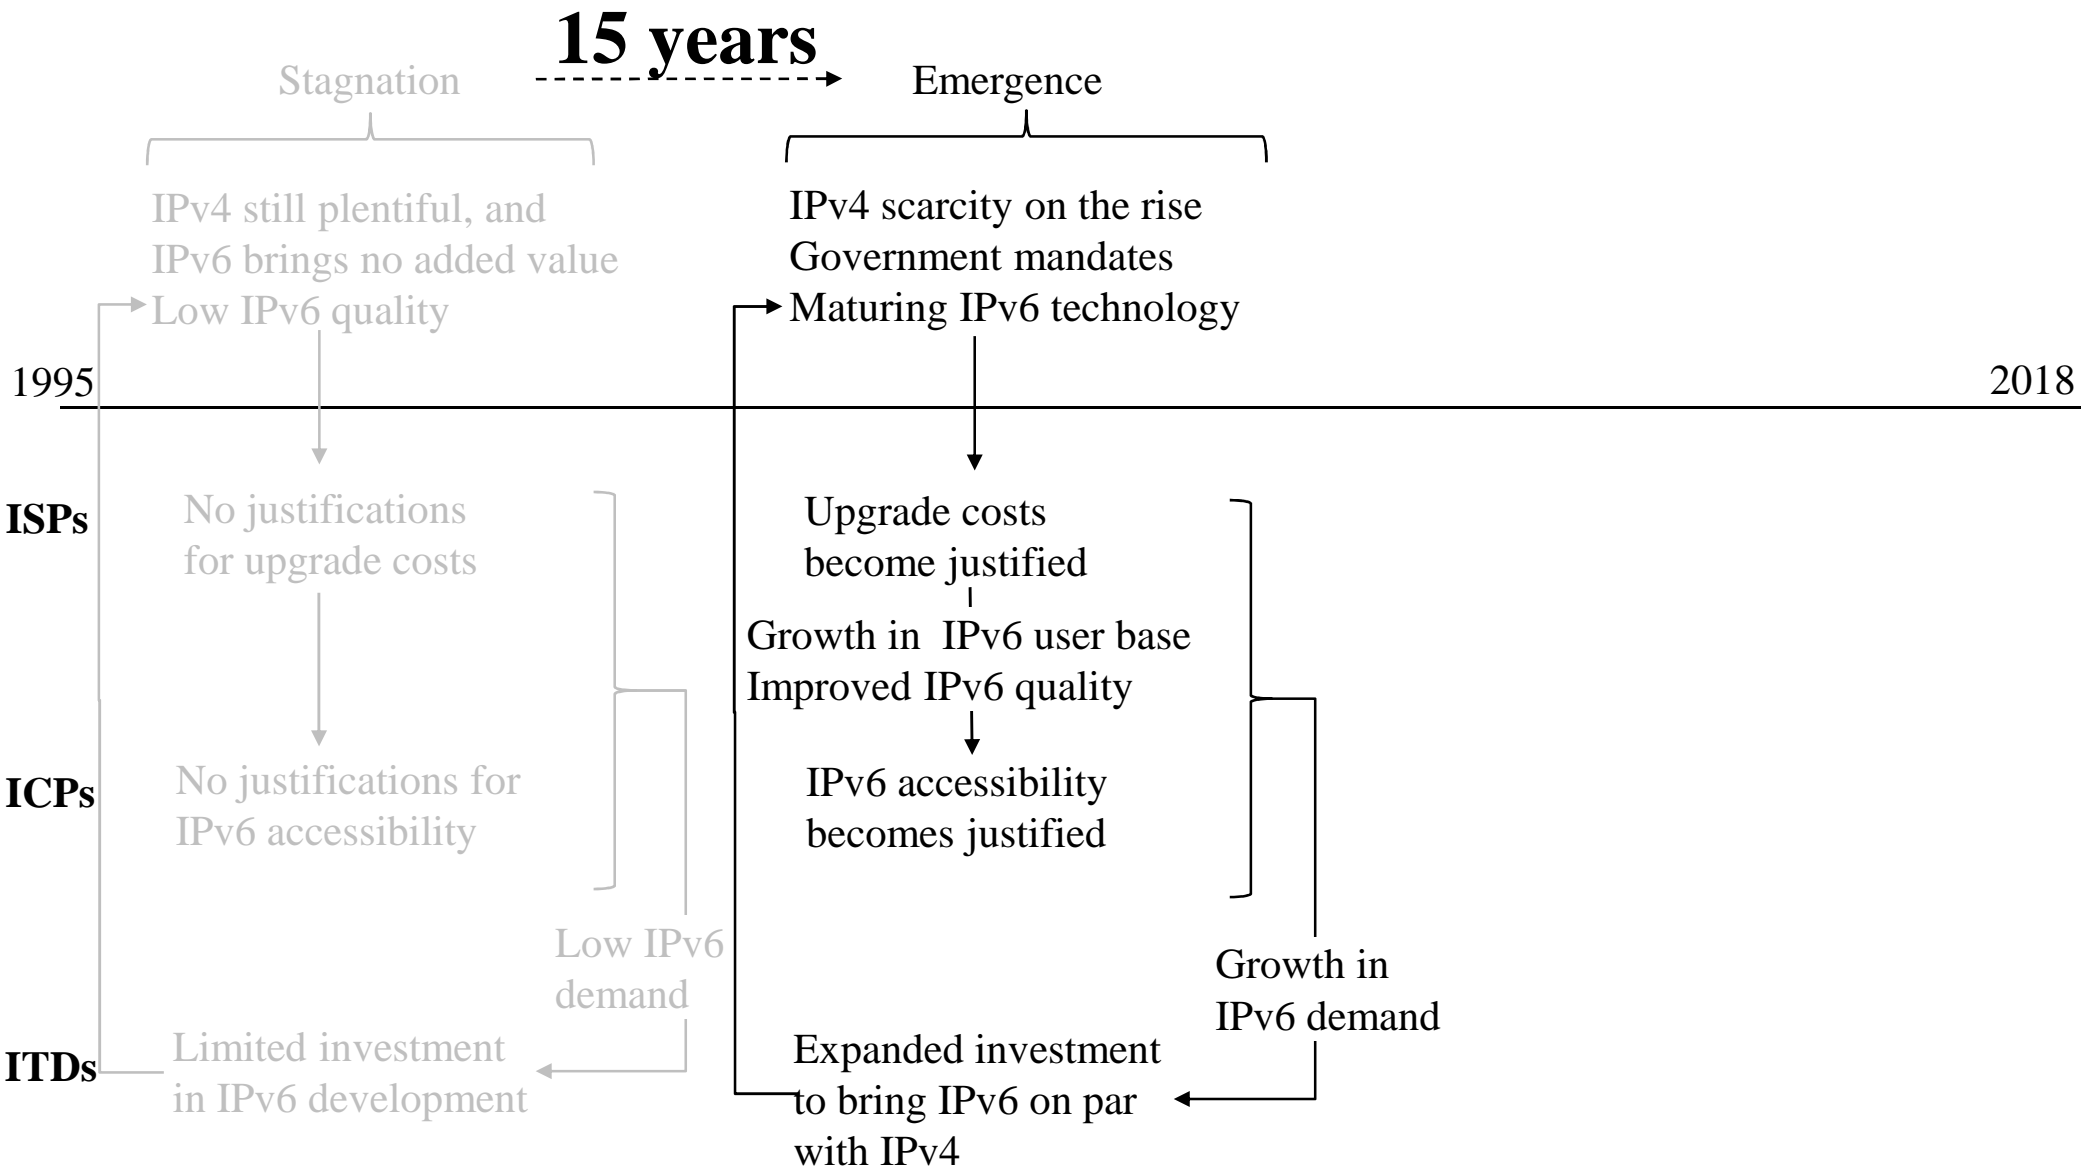 15 years
Stagnation
Emergence
IPv4 still plentiful, and
IPv6 brings no added value
Low IPv6 quality
IPv4 scarcity on the rise
Government mandates
Maturing IPv6 technology
1995
2018
ISPs
No justifications
for upgrade costs
Upgrade costs
become justified
Growth in  IPv6 user base
Improved IPv6 quality
ICPs
No justifications for
IPv6 accessibility
IPv6 accessibility
becomes justified
Low IPv6
demand
Growth in
IPv6 demand
ITDs
Limited investment
in IPv6 development
Expanded investment
to bring IPv6 on par
with IPv4